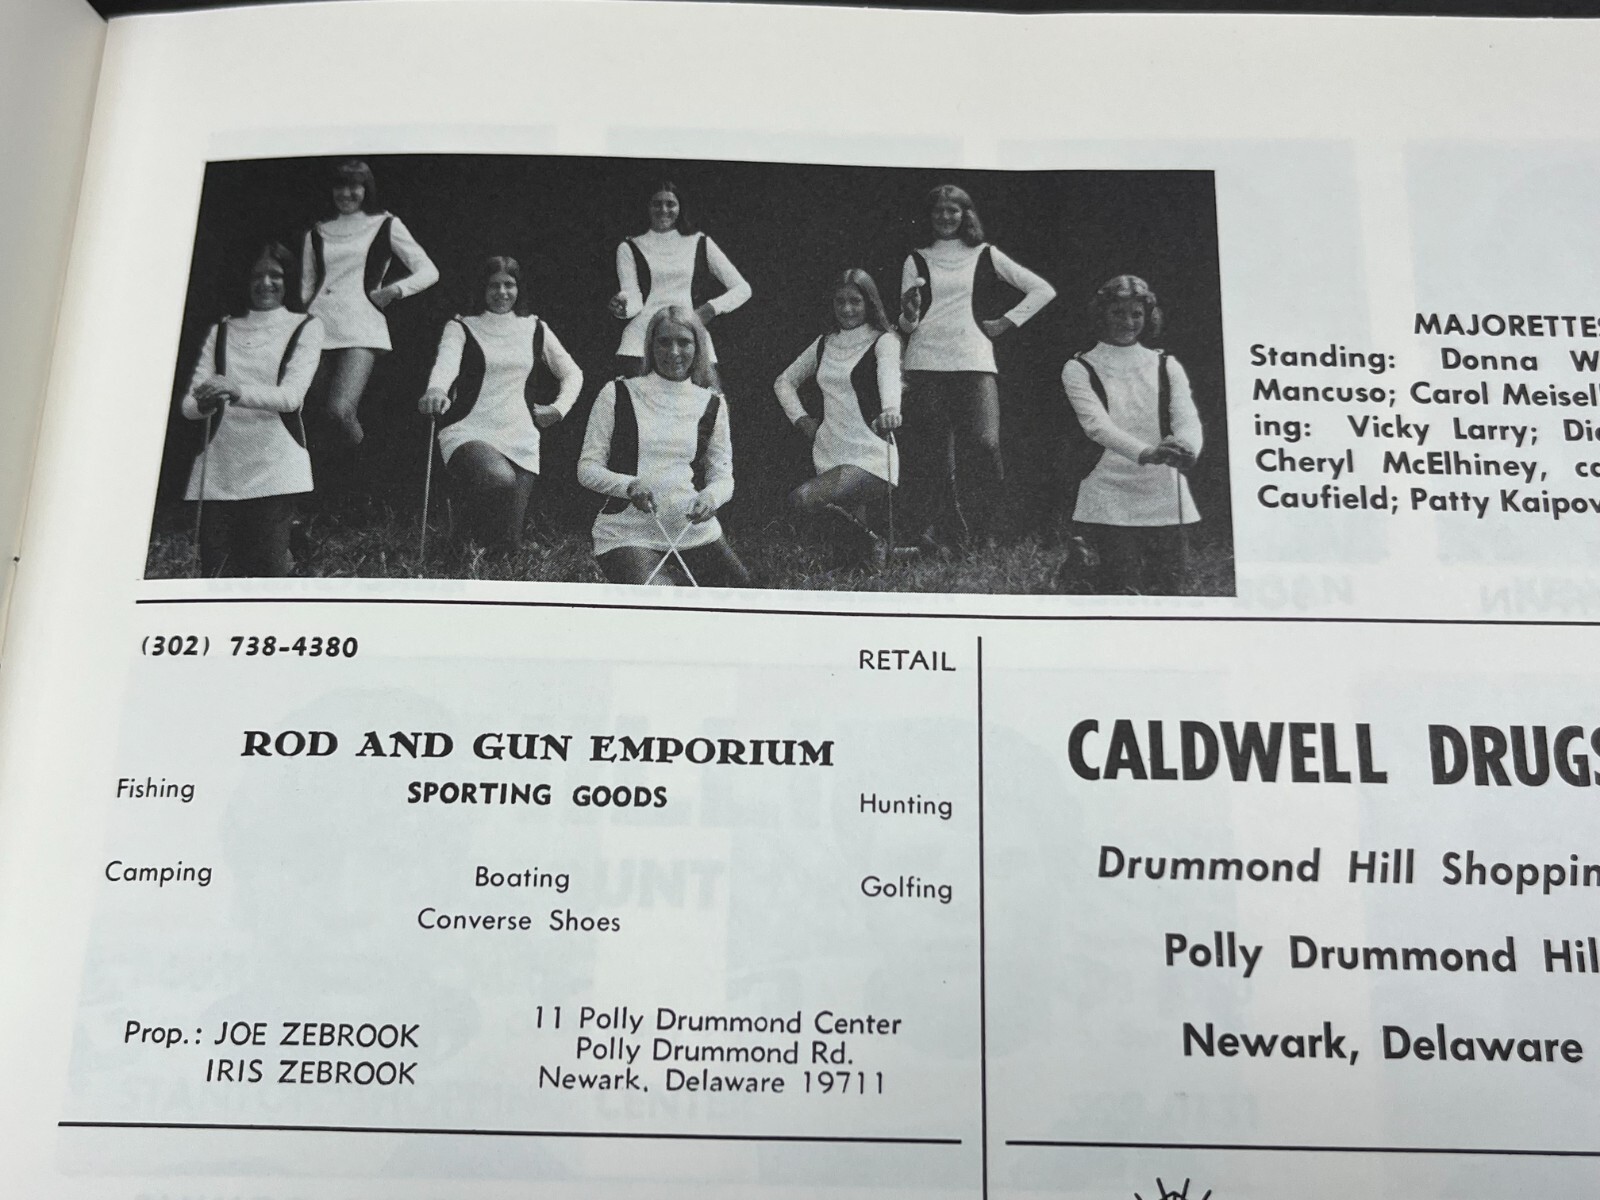 MAJORETTES
Standing: Donna W
Mancuso; Carol Meisel
ing: Vicky Larry; Di
Cheryl McElhiney, c
Caufield; Patty Kaipov
(302) 738-4380
RETAIL
ROD AND GUN EMPORIUM
Fishing
SPORTING GOODS
Hunting
Camping
Boating
Golfing
Converse Shoes
Prop.: JOE ZEBROOK
IRIS ZEBROOK
11 Polly Drummond Center
Polly Drummond Rd.
Newark, Delaware 19711
CALDWELL DRUGS
Drummond Hill Shoppin
Polly Drummond Hil
Newark, Delaware